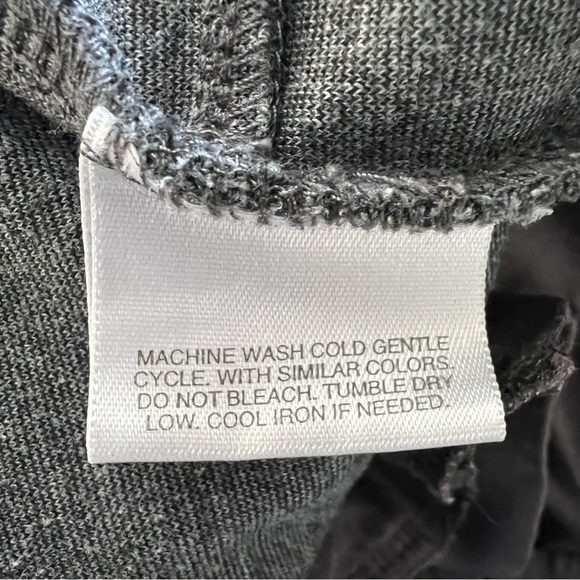 MACHINE WASH COLD GENTLE
CYCLE. WITH SIMILAR COLORS.
DO NOT BLEACH. TUMBLE DRY
LOW. COOL IRON IF NEEDED.